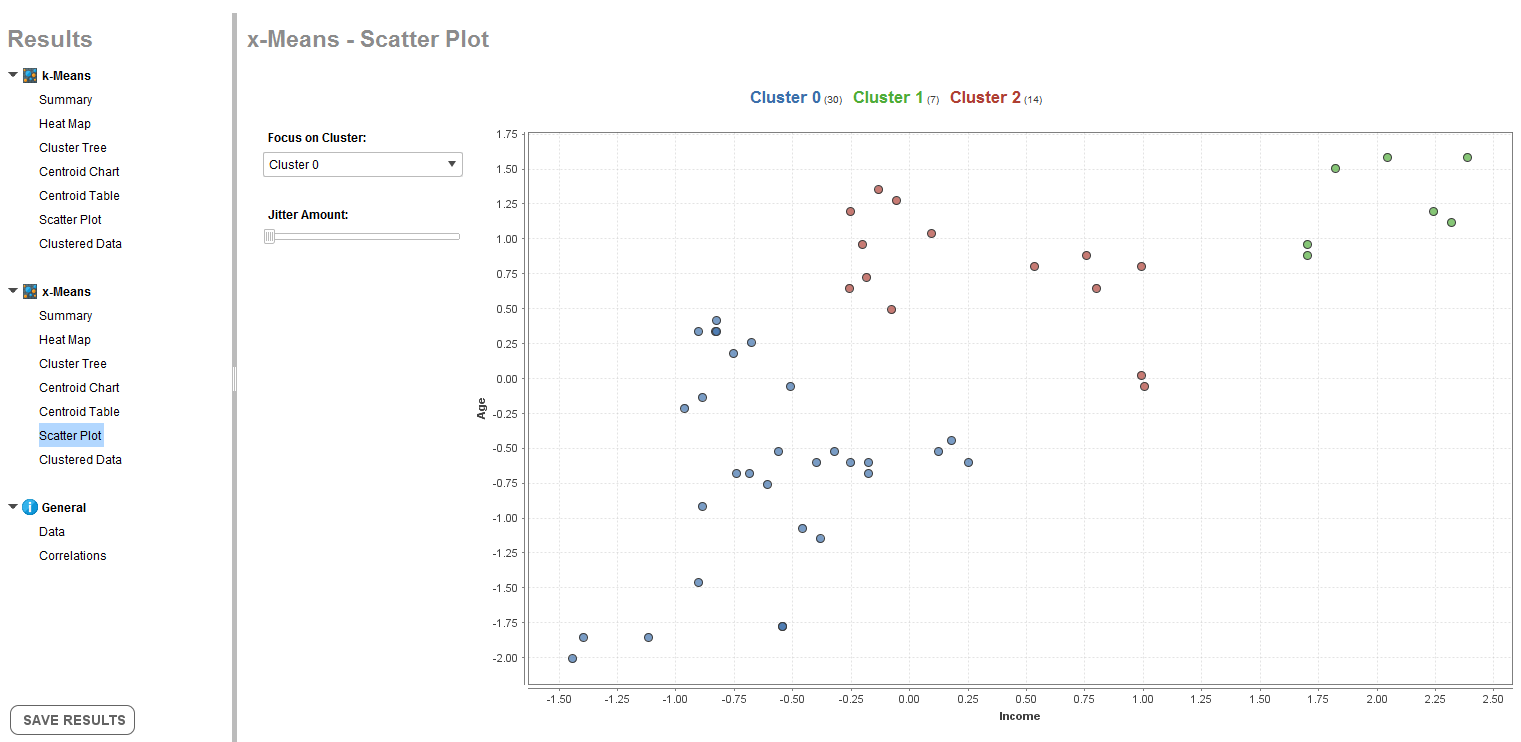 Results
k-Means
Summary
Heat Map
Cluster Tree
Centroid Chart
Centroid Table
Scatter Plot
Clustered Data
x-Means
Summary
Heat Map
Cluster Tree
Centroid Chart
Centroid Table
Scatter Plot
Clustered Data
General
Data
Correlations
SAVE RESULTS
x-Means - Scatter Plot
Focus on Cluster:
Cluster 0
Jitter Amount:
Cluster 0 (30) Cluster 1 (7) Cluster 2 (14)
1.75
1.50
1.25
1.00
0.75
0.50
0.25
0.00
-0.25
-0.50
-0.75
-1.00
-1.25
-1.50
-1.75
-2.00
Age
-1.50 -1.25 -1.00 -0.75 -0.50 -0.25 0.00 0.25 0.50 0.75 1.00 1.25 1.50 1.75 2.00 2.25 2.50
Income